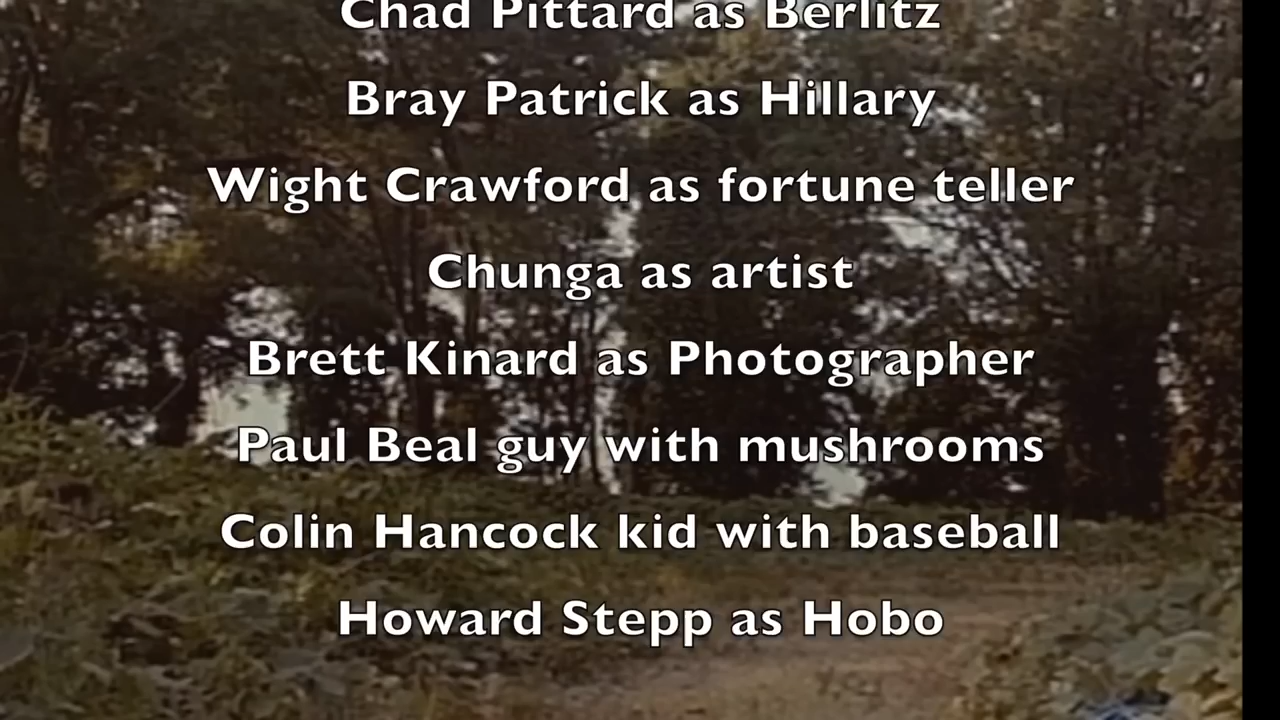 Chad Pittard as Berlitz
Bray Patrick as Hillary
Wight Crawford as fortune teller
Chunga as artist
Brett Kinard as Photographer
Paul Beal guy with mushrooms
Colin Hancock kid with baseball
Howard Stepp as Hobo